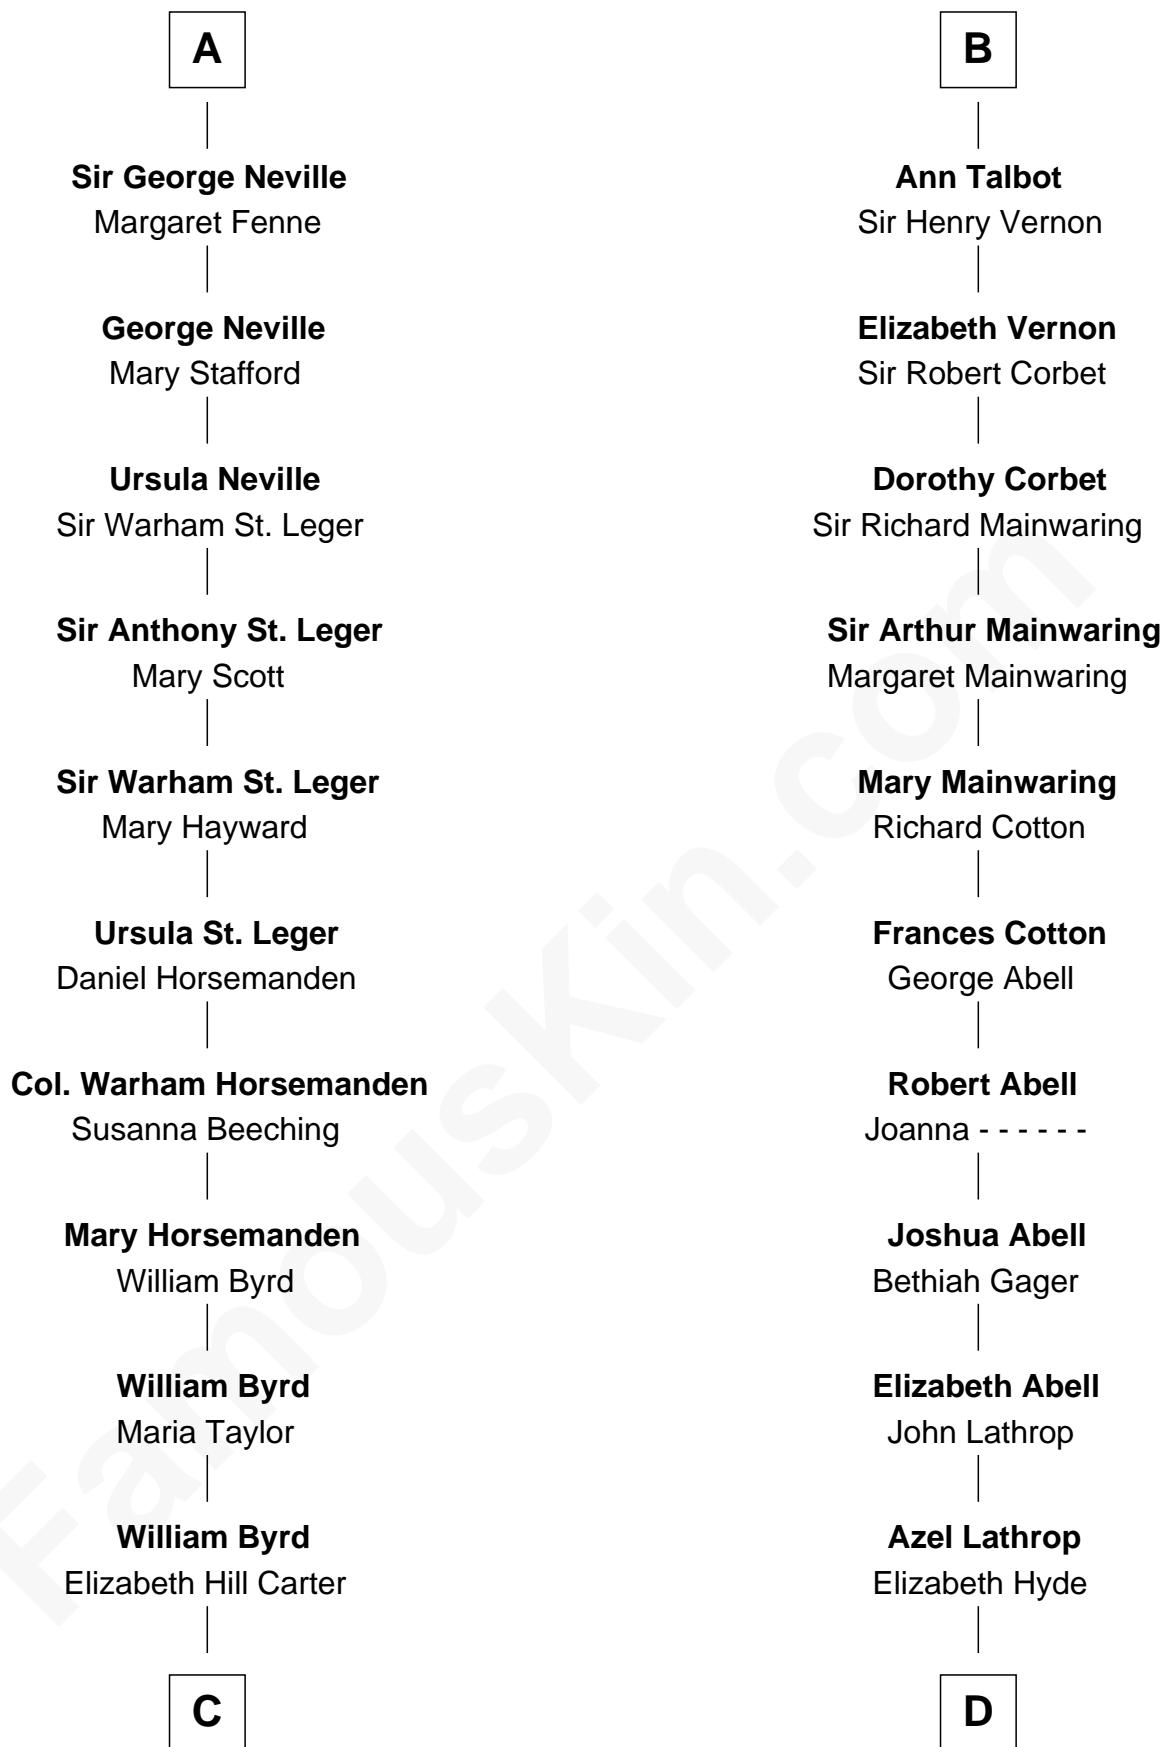 A
Sir George Neville
Margaret Fenne
George Neville
Mary Stafford
Ursula Neville
Sir Warham St. Leger
Sir Anthony St. Leger
Mary Scott
Sir Warham St. Leger
Mary Hayward
Ursula St. Leger
Daniel Horsemanden
Col. Warham Horsemanden
Susanna Beeching
Mary Horsemanden
William Byrd
William Byrd
Maria Taylor
William Byrd
Elizabeth Hill Carter
C
B
Ann Talbot
Sir Henry Vernon
Elizabeth Vernon
Sir Robert Corbet
Dorothy Corbet
Sir Richard Mainwaring
Sir Arthur Mainwaring
Margaret Mainwaring
Mary Mainwaring
Richard Cotton
Frances Cotton
George Abell
Robert Abell
Joanna - - - - - -
Joshua Abell
Bethiah Gager
Elizabeth Abell
John Lathrop
Azel Lathrop
Elizabeth Hyde
D
FamousKin.com